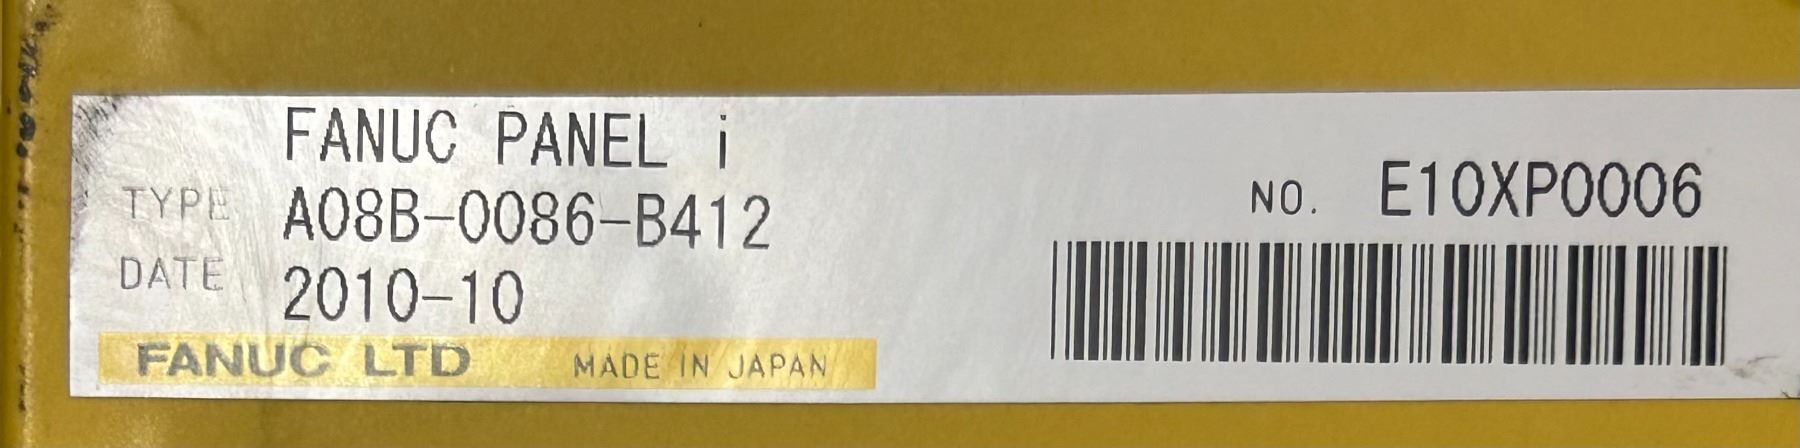 FANUC PANEL i
TYPE A08B-0086-B412
DATE 2010-10
FANUC LTD MADE IN JAPAN
NO. E10XP0006